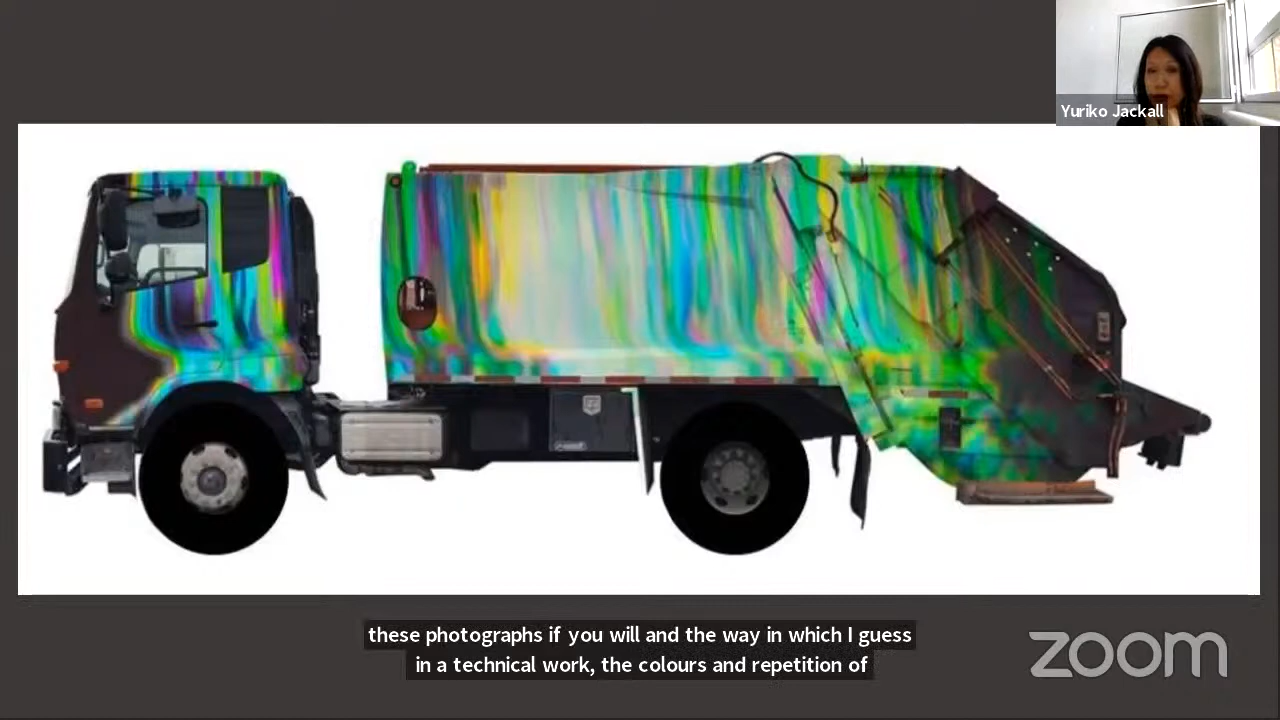 Yuriko Jackall
these photographs if you will and the way in which I guess
in a technical work, the colours and repetition of
zoom